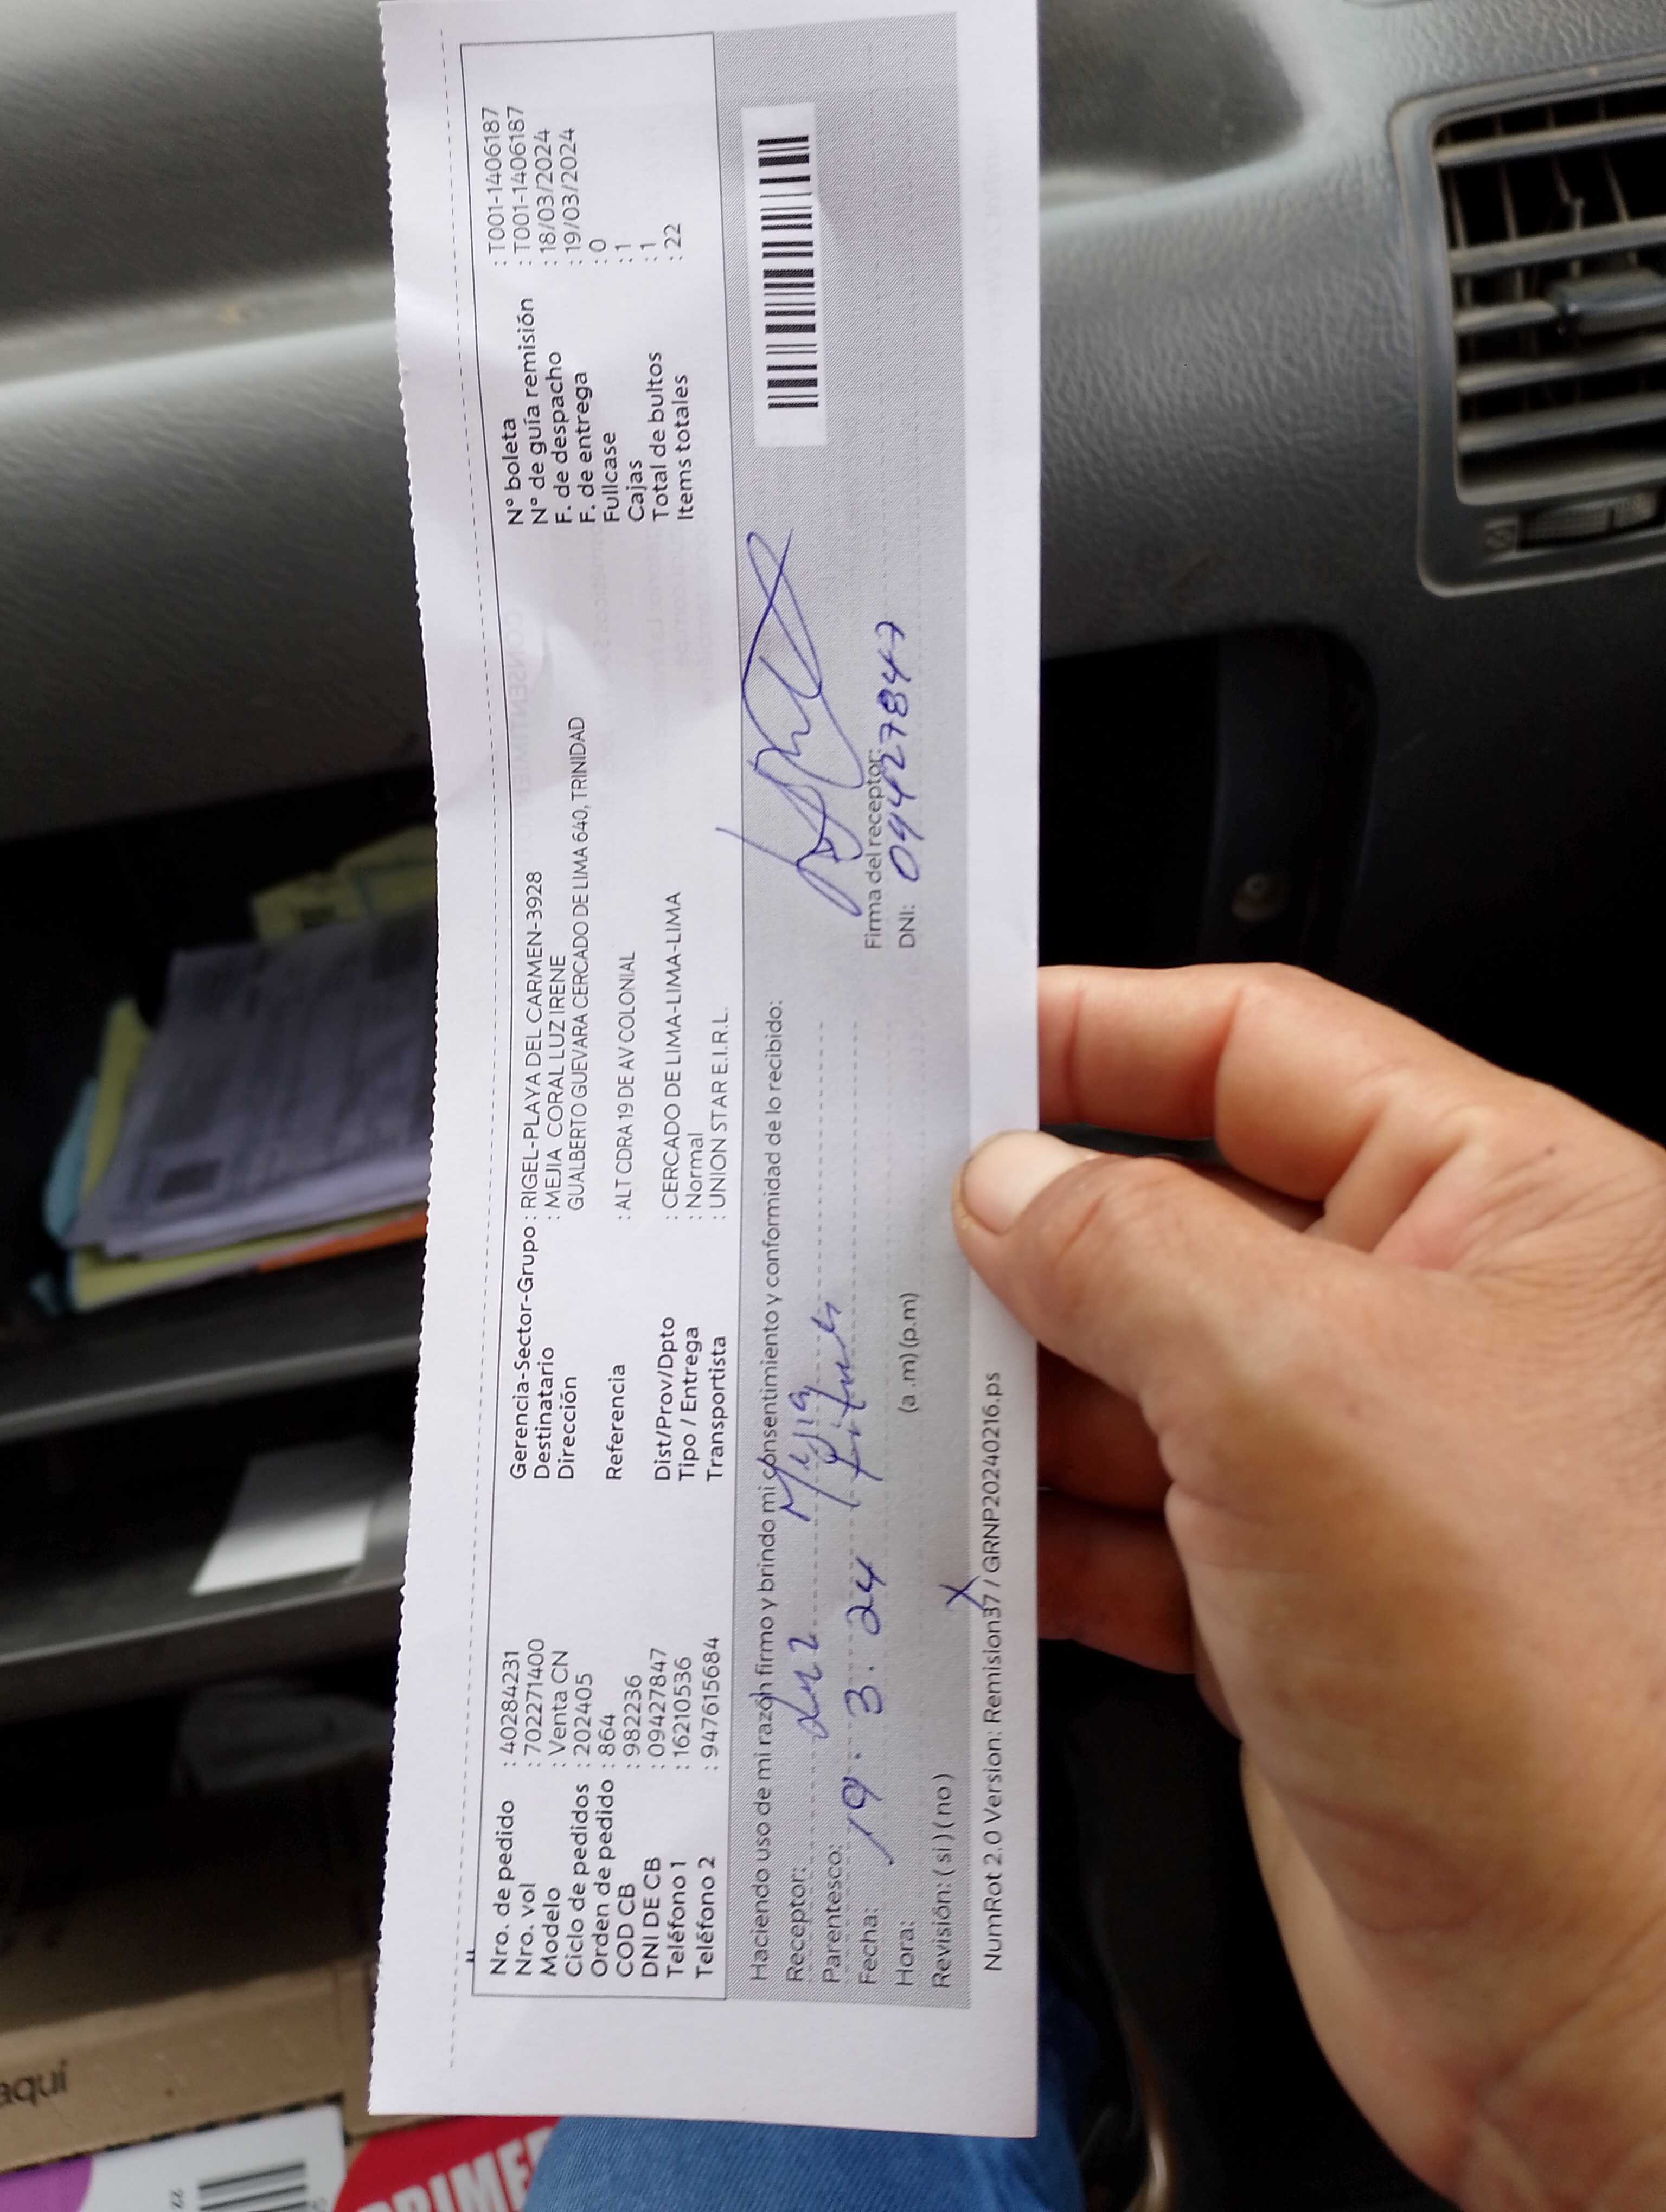 Nro. de pedido : 40284231
Nro. vol : 7022271400
Modelo : Venta CN
Ciclo de pedidos : 202405
Orden de pedido : 864
COD CB : 982236
DNI DE CB : 09427847
Teléfono 1 : 16210536
Teléfono 2 : 947615684
Gerencia-Sector-Grupo : RIGEL-PLAYA DEL CARMEN-3928
Destinatario : MEJIA CORAL LUZ IRENE
Dirección GUALBERTO GUEVARA CERCADO DE LIMA 640, TRINIDAD
Referencia : ALT CDRA 19 DE AV COLONIAL
Dist/Prov/Dpto : CERCADO DE LIMA-LIMA-LIMA
Tipo / Entrega : Normal
Transportista : UNION STAR E.I.R.L.
N° boleta : T001-1406187
N° de guía remisión : T001-1406187
F. de despacho : 18/03/2024
F. de entrega : 19/03/2024
Fullcase : 0
Cajas : 1
Total de bultos : 1
Items totales : 22
Haciendo uso de mi razón firmo y brindo mi consentimiento y conformidad de lo recibido:
Receptor: Luz Mejia
Parentesco:
Fecha: 19. 3. 24
Hora: (a .m) (p.m)
Revisión: ( si ) ( no ) X
Firma del receptor:
DNI: 09427847
NumRot 2.0 Version: Remision37 / GRNP20240216.ps
aquí
PRIME
22